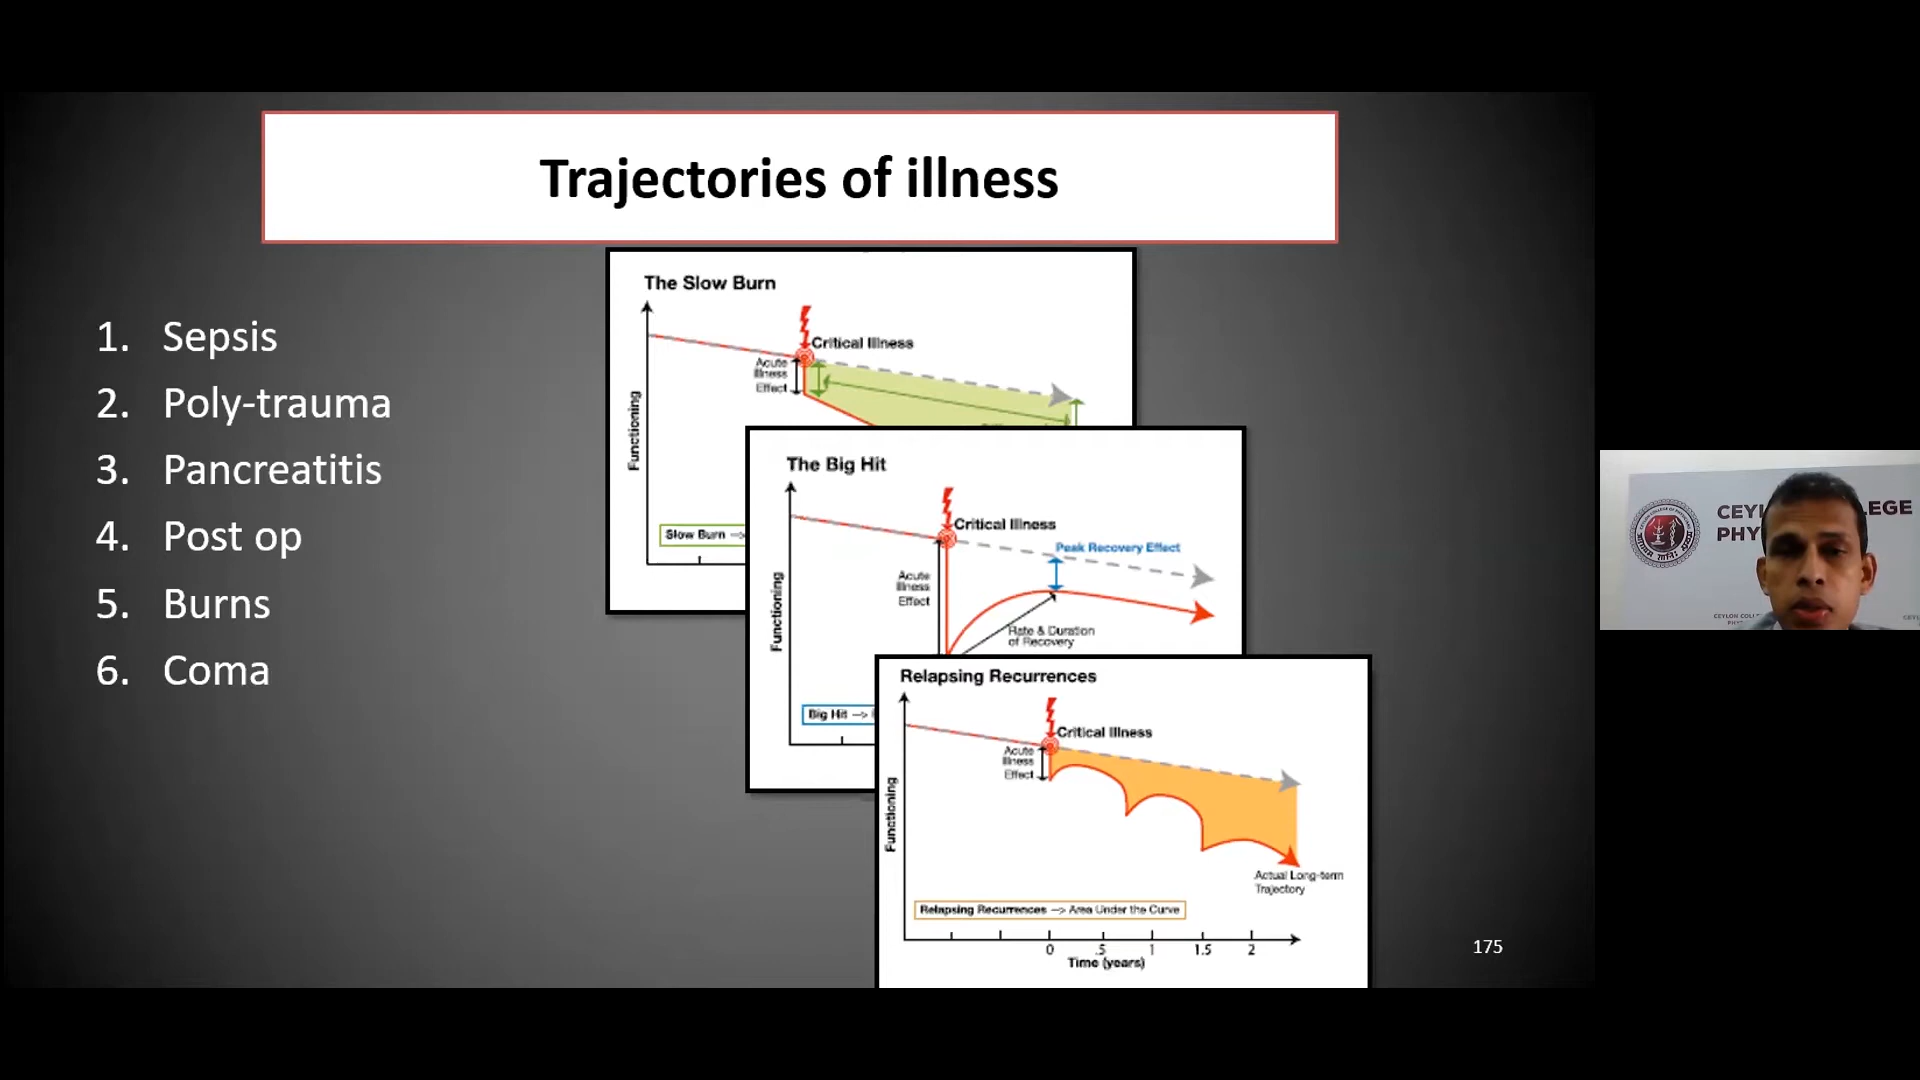 Trajectories of illness
1. Sepsis
2. Poly-trauma
3. Pancreatitis
4. Post op
5. Burns
6. Coma
The Slow Burn
Critical Illness
Acute
Illness
Effect
Functioning
Slow Burn -->
The Big Hit
Critical Illness
Peak Recovery Effect
Acute
Illness
Effect
Rate & Duration
of Recovery
Functioning
Big Hit -->
Relapsing Recurrences
Critical Illness
Acute
Illness
Effect
Functioning
Actual Long-term
Trajectory
Relapsing Recurrences --> Area Under the Curve
0 .5 1 1.5 2
Time (years)
175
LEGE
PHY
CEYLON